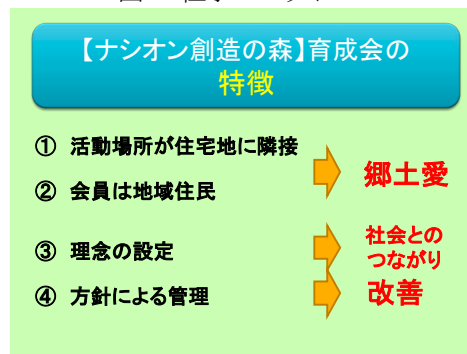 【ナシオン創造の森】育成会の
特徴
① 活動場所が住宅地に隣接
② 会員は地域住民
郷土愛
③ 理念の設定
社会との
つながり
④ 方針による管理
改善